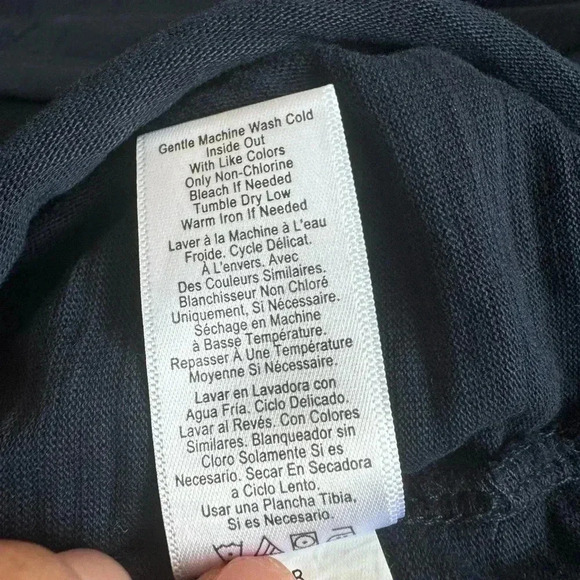 Gentle Machine Wash Cold
Inside Out
With Like Colors
Only Non-Chlorine
Bleach If Needed
Tumble Dry Low
Warm Iron If Needed
Laver à la Machine à L'eau
Froide. Cycle Délicat.
À L'envers. Avec
Des Couleurs Similaires.
Blanchisseur Non Chloré
Uniquement, Si Nécessaire.
Séchage en Machine
à Basse Température.
Repasser À Une Température
Moyenne Si Nécessaire.
Lavar en Lavadora con
Agua Fría. Ciclo Delicado.
Lavar al Revés. Con Colores
Similares. Blanqueador sin
Cloro Solamente Si es
Necesario. Secar En Secadora
a Ciclo Lento.
Usar una Plancha Tibia,
Si es Necesario.